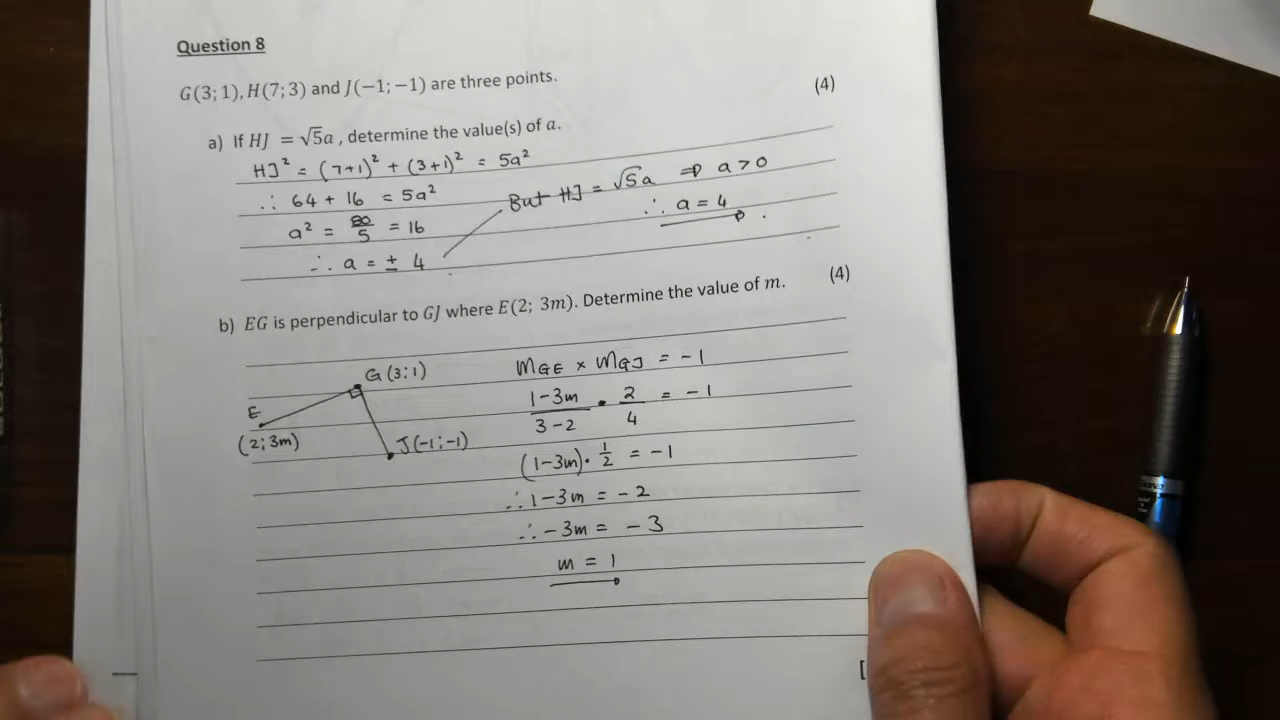 Question 8
G(3; 1), H(7; 3) and J(−1; −1) are three points.
(4)
a) If HJ = √5a , determine the value(s) of a.
HJ² = (7+1)² + (3+1)² = 5a²
∴ 64 + 16 = 5a²
a² = 80/5 = 16
∴ a = ± 4
But HJ = √5a ⇒ a > 0
∴ a = 4
b) EG is perpendicular to GJ where E(2; 3m). Determine the value of m.
(4)
G(3;1)
E
(2;3m)
J(-1;-1)
MGE × MGJ = -1
1-3m/3-2 · 2/4 = -1
(1-3m)· 1/2 = -1
∴ 1-3m = -2
∴ -3m = -3
m = 1
[